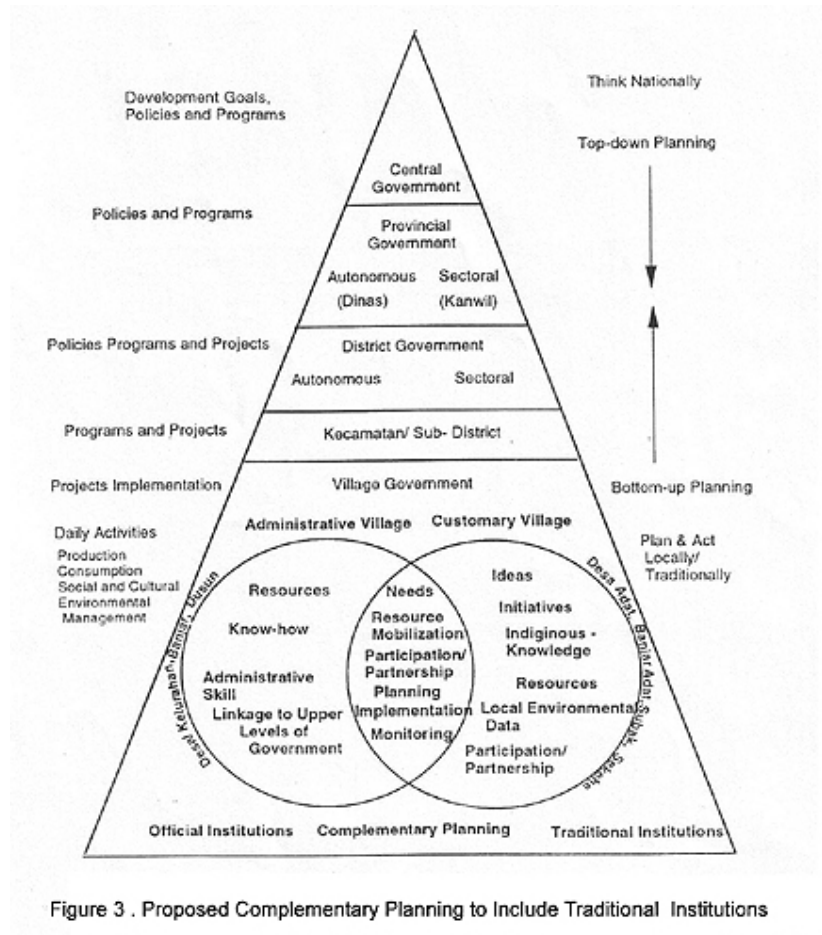 Think Nationally
Development Goals,
Policies and Programs
Top-down Planning
Central
Government
Policies and Programs
Provincial
Government
Autonomous
(Dinas)
Sectoral
(Kanwil)
Policies Programs and Projects
District Government
Autonomous
Sectoral
Programs and Projects
Kecamatan/ Sub- District
Projects Implementation
Village Government
Bottom-up Planning
Daily Activities
Production
Consumption
Social and Cultural
Environmental
Management
Administrative Village
Customary Village
Plan & Act
Locally/
Traditionally
Desa/ Kelurahan-Banjar, Dusun
Resources
Know-how
Administrative
Skill
Linkage to Upper
Levels of
Government
Needs
Resource
Mobilization
Participation/
Partnership
Planning
Implementation
Monitoring
Ideas
Initiatives
Indiginous -
Knowledge
Resources
Local Environmental
Data
Participation/
Partnership
Desa Adat, Banjar Adat, Subak, Sekehe
Official Institutions
Complementary Planning
Traditional Institutions
Figure 3 . Proposed Complementary Planning to Include Traditional Institutions